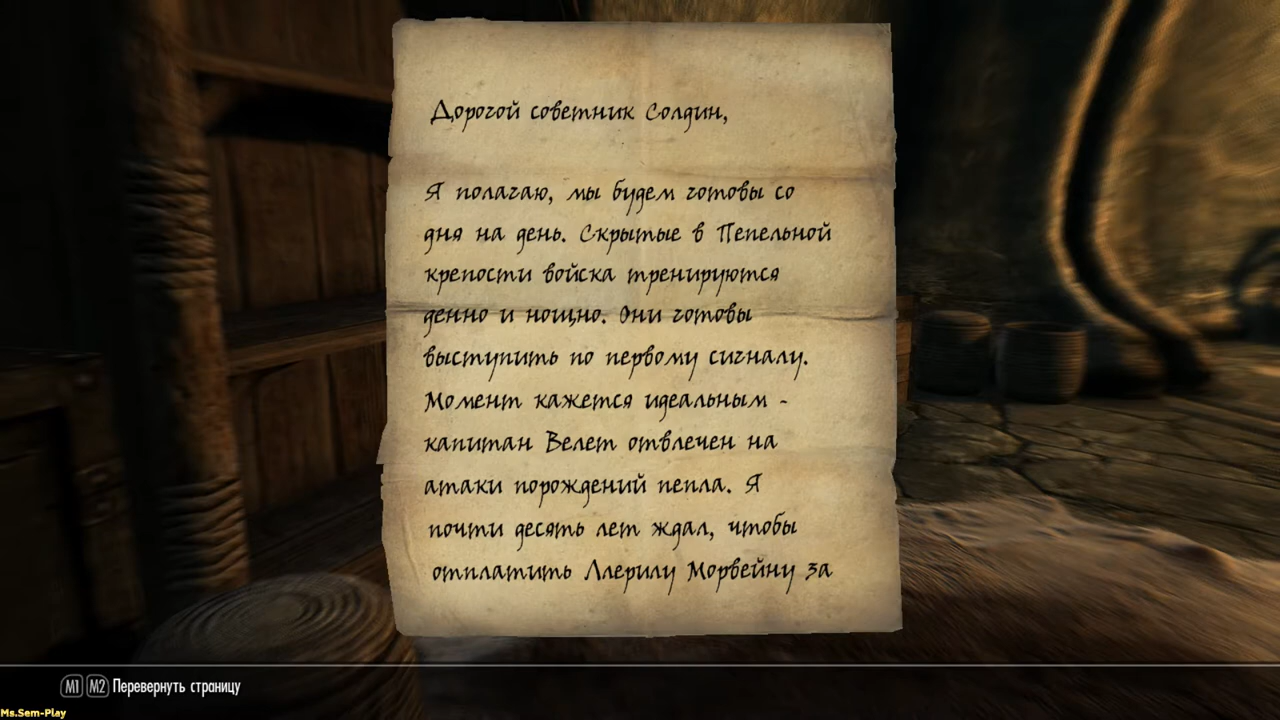 Дорогой советник Солдин,
Я полагаю, мы будем готовы со
дня на день. Скрытые в Пепельной
крепости войска тренируются
денно и нощно. Они готовы
выступить по первому сигналу.
Момент кажется идеальным -
капитан Велет отвлечен на
атаки порождений пепла. Я
почти десять лет ждал, чтобы
отплатить Ллерилу Морвейну за
M1 M2 Перевернуть страницу
Ms.Sem-Play